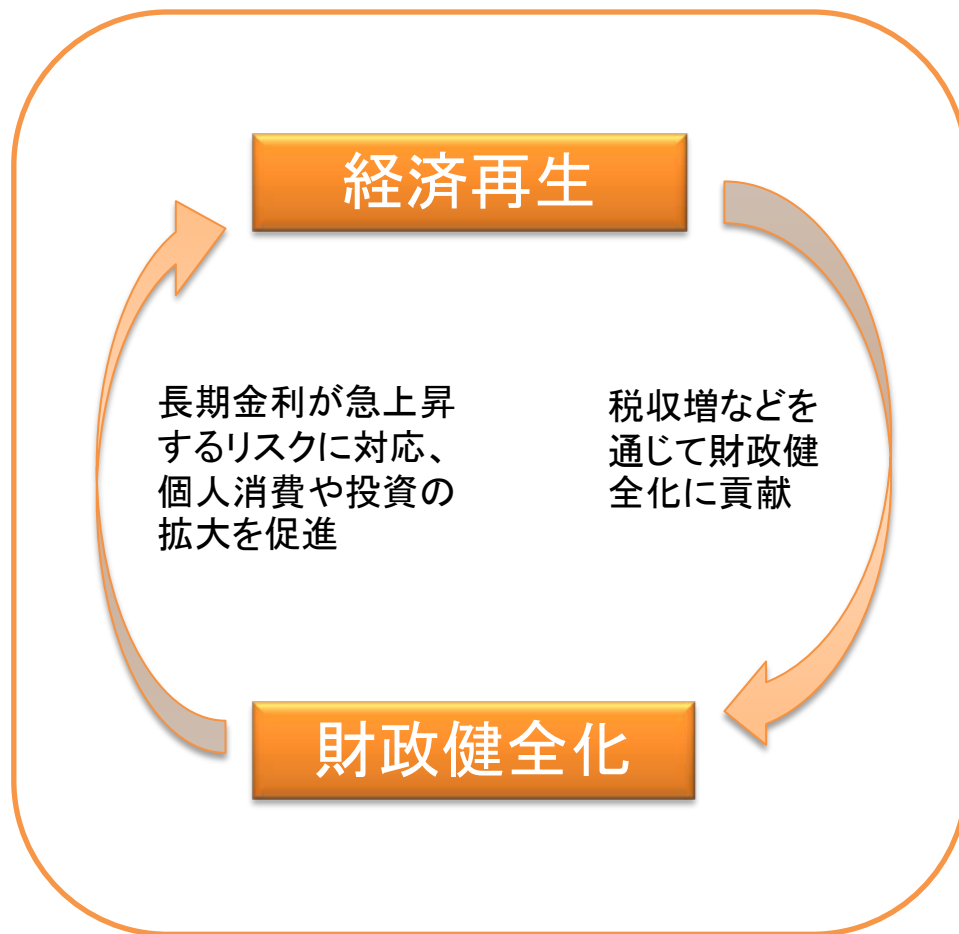 経済再生
長期金利が急上昇
するリスクに対応、
個人消費や投資の
拡大を促進
税収増などを
通じて財政健
全化に貢献
財政健全化